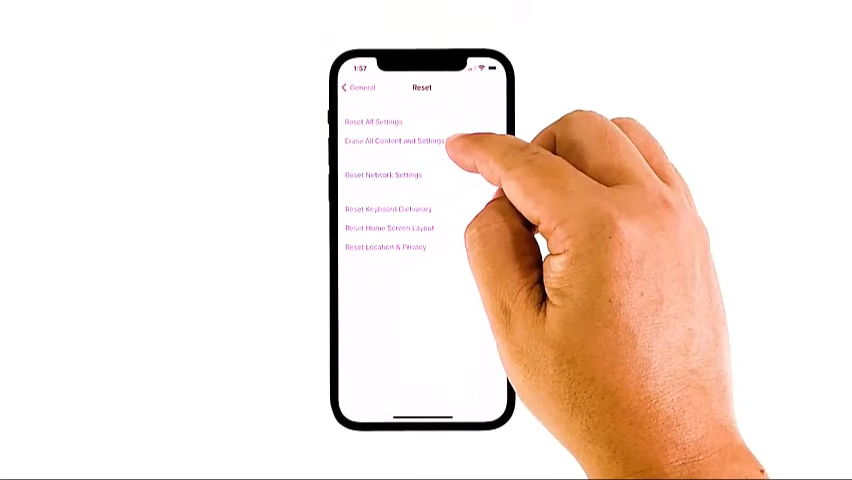 1:57
General
Reset
Reset All Settings
Erase All Content and Settings
Reset Network Settings
Reset Keyboard Dictionary
Reset Home Screen Layout
Reset Location & Privacy